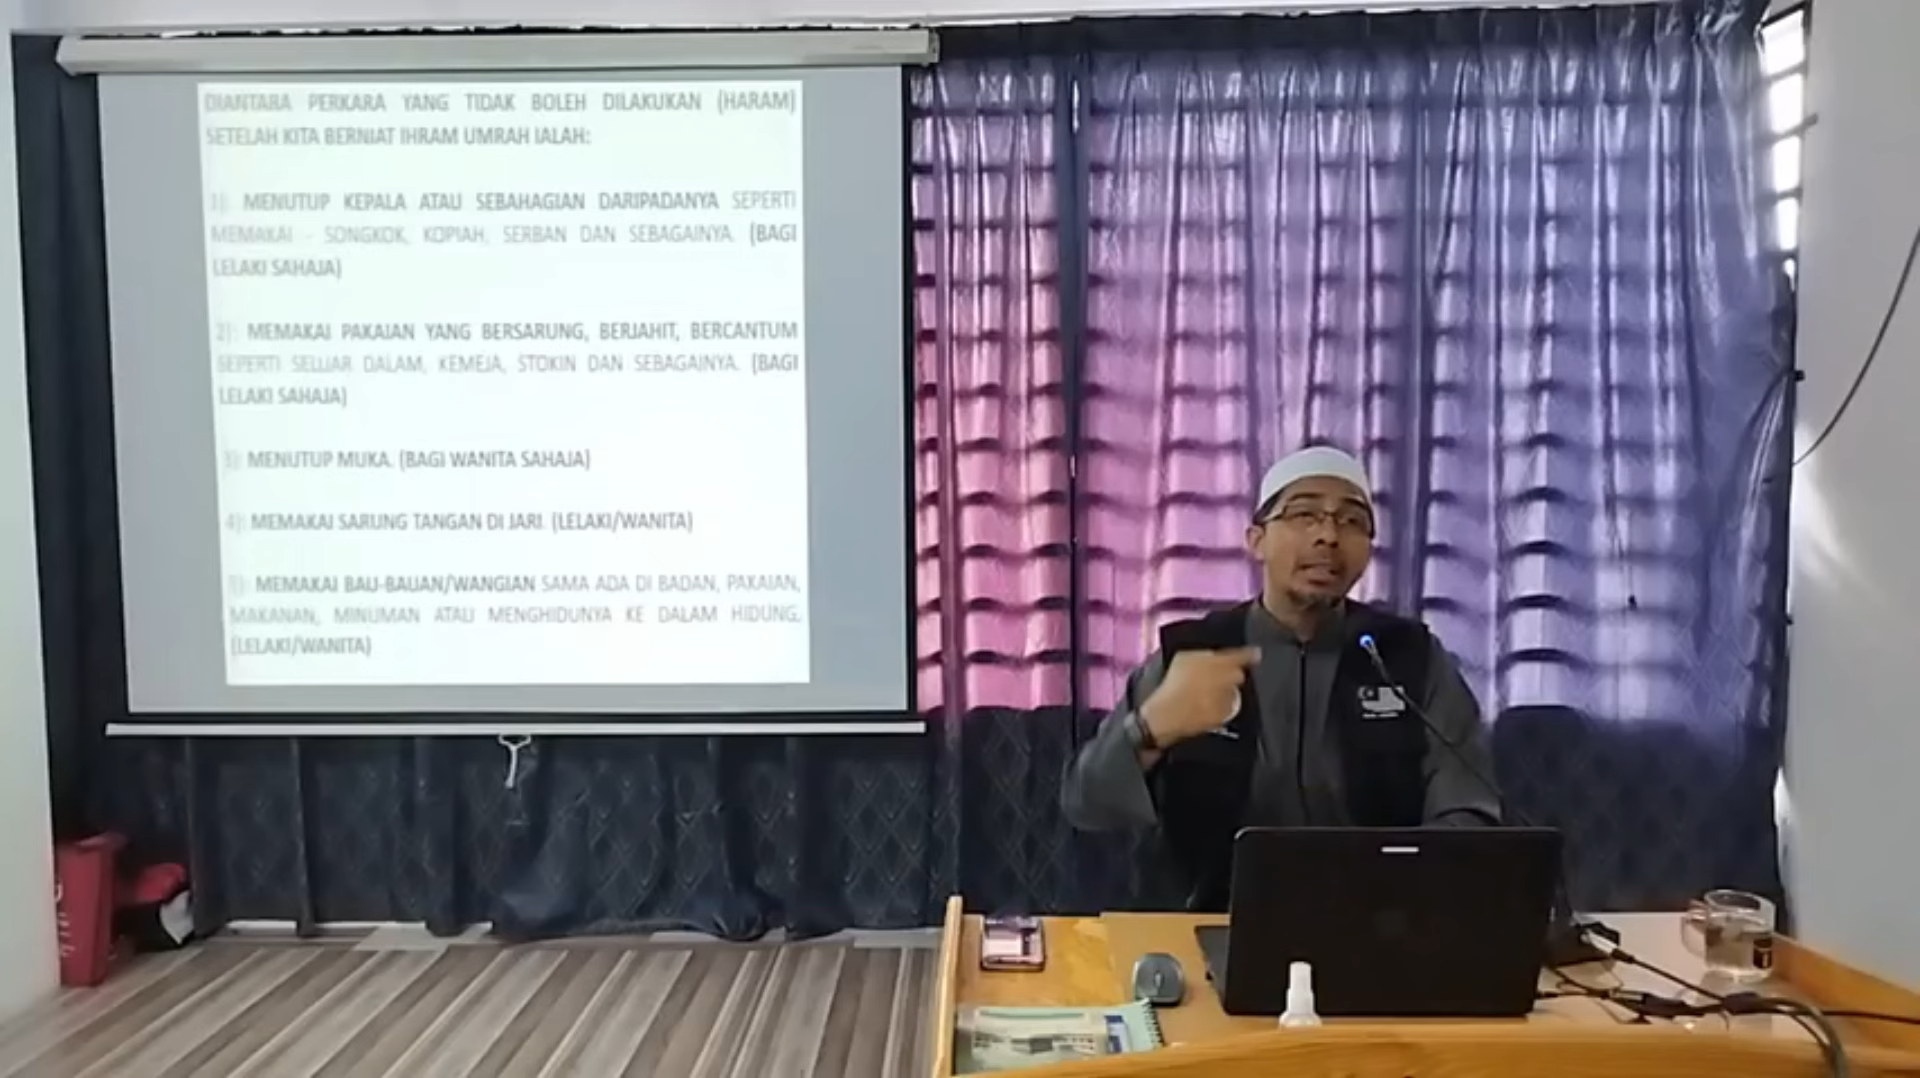 DIANTARA PERKARA YANG TIDAK BOLEH DILAKUKAN (HARAM)
SETELAH KITA BERNIAT IHRAM UMRAH IALAH:
1) MENUTUP KEPALA ATAU SEBAHAGIAN DARIPADANYA SEPERTI
MEMAKAI - SONGKOK, KOPIAH, SERBAN DAN SEBAGAINYA. (BAGI
LELAKI SAHAJA)
2) MEMAKAI PAKAIAN YANG BERSARUNG, BERJAHIT, BERCANTUM
SEPERTI SELUAR DALAM, KEMEJA, STOKIN DAN SEBAGAINYA. (BAGI
LELAKI SAHAJA)
3) MENUTUP MUKA. (BAGI WANITA SAHAJA)
4) MEMAKAI SARUNG TANGAN DI JARI. (LELAKI/WANITA)
5) MEMAKAI BAU-BAUAN/WANGIAN SAMA ADA DI BADAN, PAKAIAN,
MAKANAN, MINUMAN ATAU MENGHIDUNYA KE DALAM HIDUNG.
(LELAKI/WANITA)